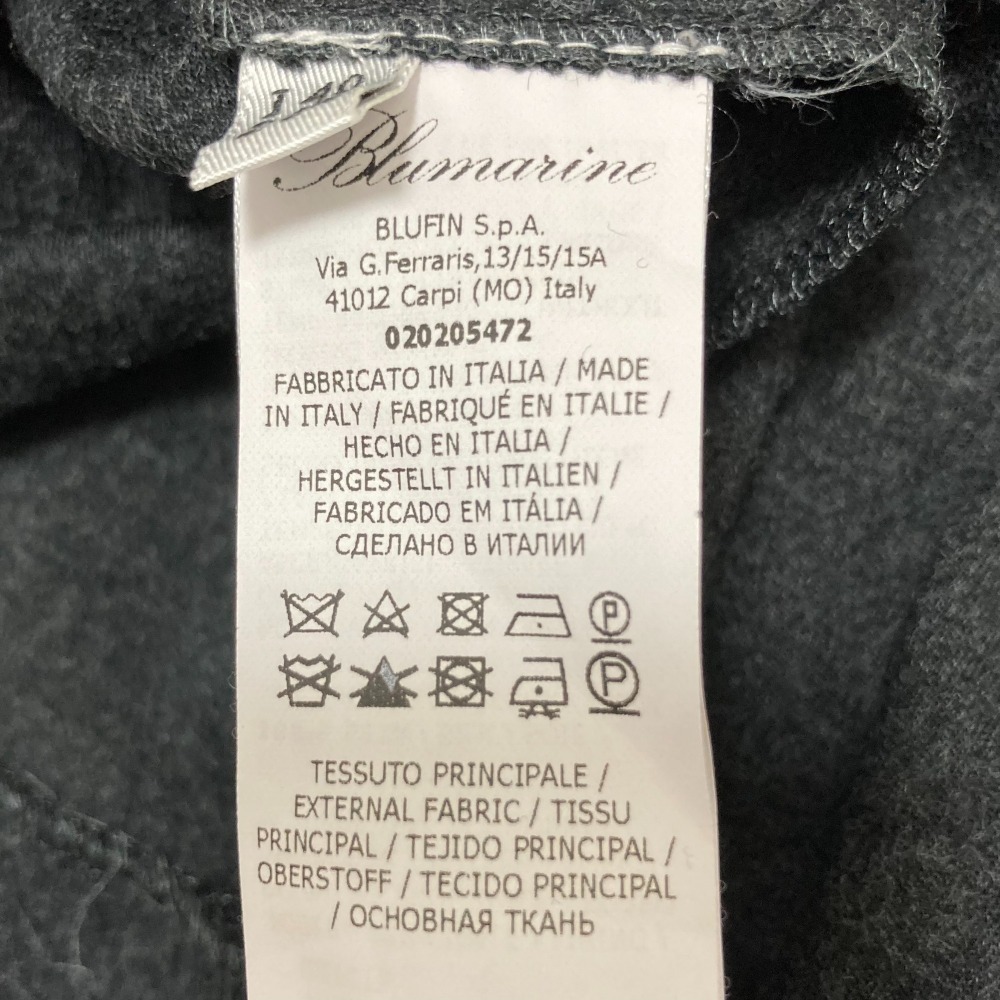 I 40
Blumarine
BLUFIN S.p.A.
Via G.Ferraris,13/15/15A
41012 Carpi (MO) Italy
020205472
FABBRICATO IN ITALIA / MADE
IN ITALY / FABRIQUÉ EN ITALIE /
HECHO EN ITALIA /
HERGESTELLT IN ITALIEN /
FABRICADO EM ITÁLIA /
СДЕЛАНО В ИТАЛИИ
P
P
TESSUTO PRINCIPALE /
EXTERNAL FABRIC / TISSU
PRINCIPAL / TEJIDO PRINCIPAL /
OBERSTOFF / TECIDO PRINCIPAL
/ ОСНОВНАЯ ТКАНЬ